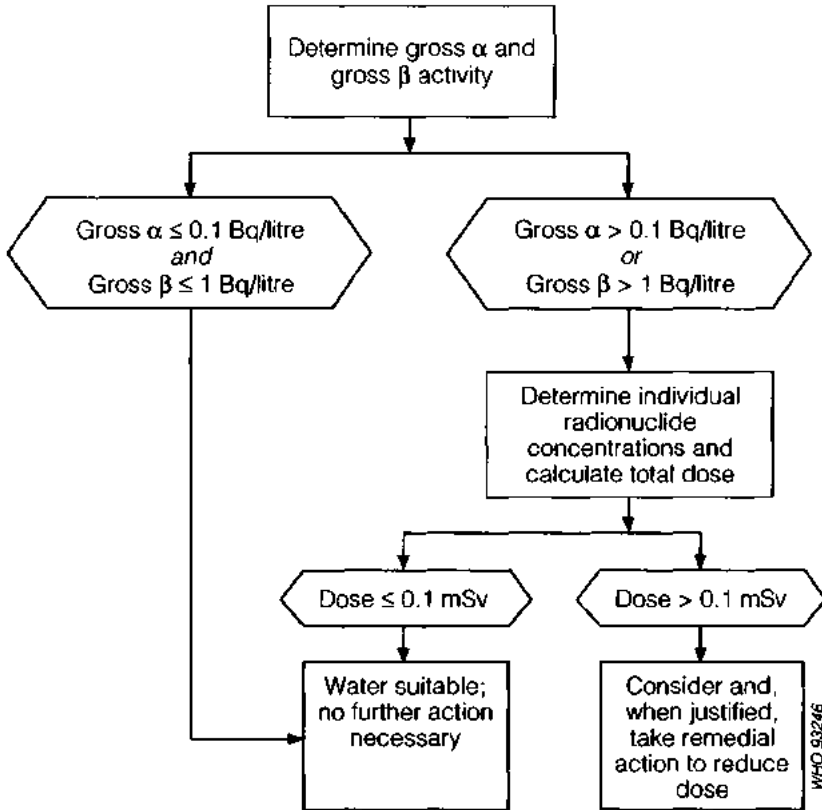 Determine gross α and
gross β activity
Gross α ≤ 0.1 Bq/litre
and
Gross β ≤ 1 Bq/litre
Gross α > 0.1 Bq/litre
or
Gross β > 1 Bq/litre
Determine individual
radionuclide
concentrations and
calculate total dose
Dose ≤ 0.1 mSv
Dose > 0.1 mSv
Water suitable;
no further action
necessary
Consider and,
when justified,
take remedial
action to reduce
dose
WHO 93246